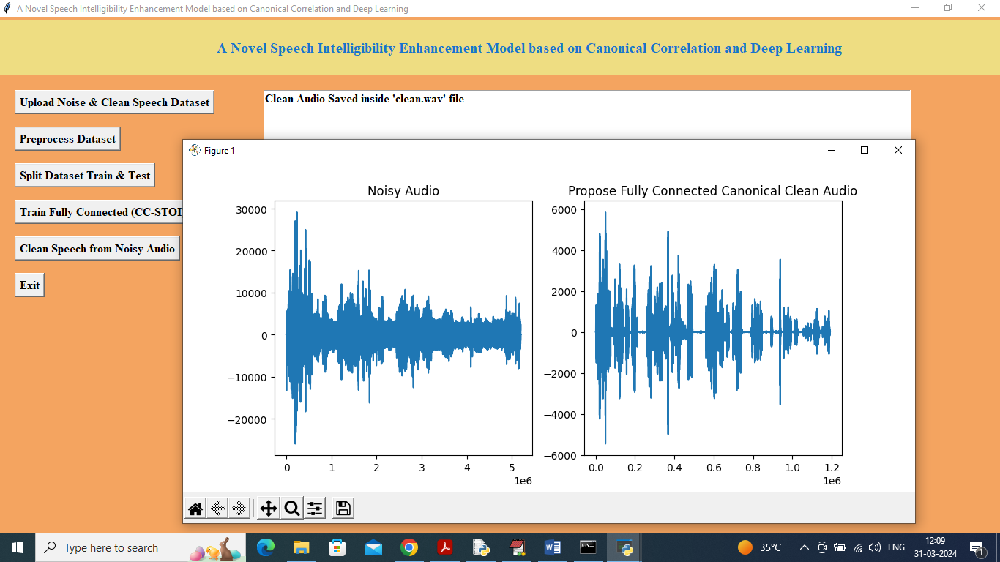 A Novel Speech Intelligibility Enhancement Model based on Canonical Correlation and Deep Learning
A Novel Speech Intelligibility Enhancement Model based on Canonical Correlation and Deep Learning
Upload Noise & Clean Speech Dataset
Clean Audio Saved inside 'clean.wav' file
Preprocess Dataset
Split Dataset Train & Test
Train Fully Connected (CC-STOI)
Clean Speech from Noisy Audio
Exit
Figure 1
Noisy Audio
30000
20000
10000
0
−10000
−20000
0 1 2 3 4 5
1e6
Propose Fully Connected Canonical Clean Audio
6000
4000
2000
0
−2000
−4000
−6000
0.0 0.2 0.4 0.6 0.8 1.0 1.2
1e6
Type here to search
35°C
ENG
12:09
31-03-2024
1